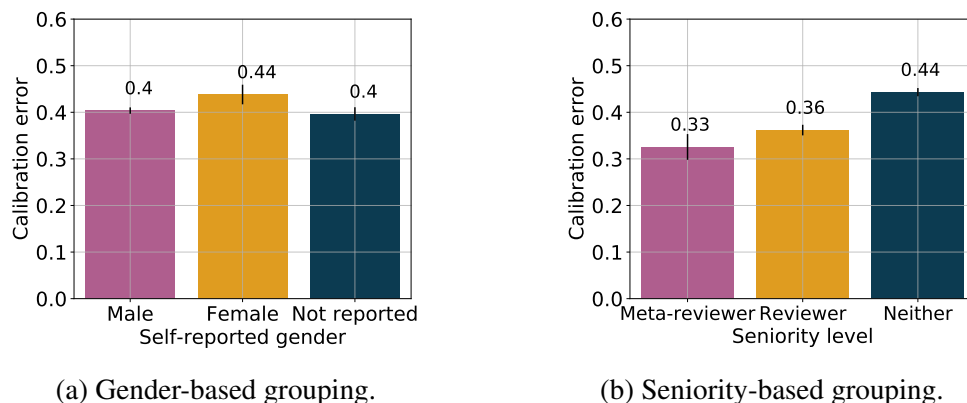 0.6
0.5
0.4
0.3
0.2
0.1
0.0
Calibration error
0.4
0.44
0.4
Male Female Not reported
Self-reported gender
(a) Gender-based grouping.
0.6
0.5
0.4
0.3
0.2
0.1
0.0
Calibration error
0.33
0.36
0.44
Meta-reviewer Reviewer Neither
Seniority level
(b) Seniority-based grouping.